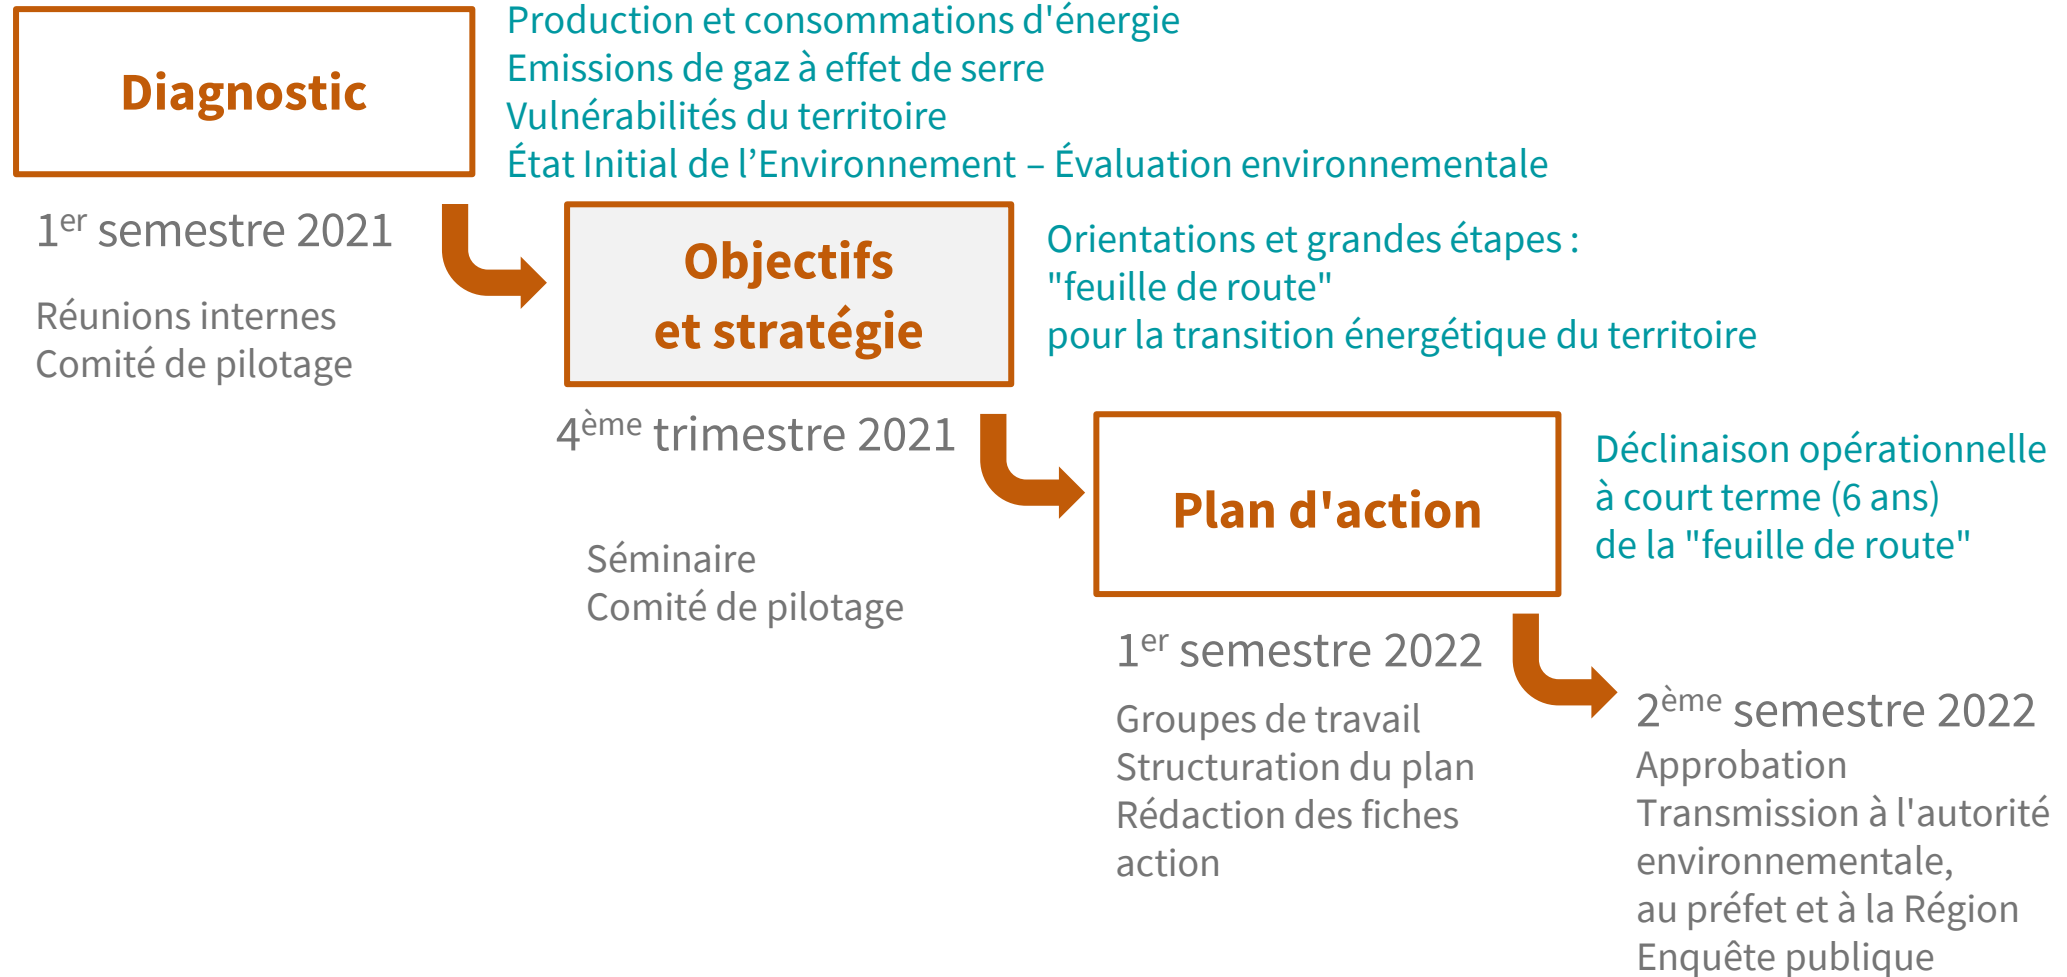 Production et consommations d'énergie
Emissions de gaz à effet de serre
Diagnostic
Vulnérabilités du territoire
État Initial de l’Environnement – Évaluation environnementale
1er semestre 2021
Réunions internes
Comité de pilotage
Objectifs
et stratégie
Orientations et grandes étapes :
"feuille de route"
pour la transition énergétique du territoire
4ème trimestre 2021
Séminaire
Comité de pilotage
Plan d'action
Déclinaison opérationnelle
à court terme (6 ans)
de la "feuille de route"
1er semestre 2022
Groupes de travail
Structuration du plan
Rédaction des fiches
action
2ème semestre 2022
Approbation
Transmission à l'autorité
environnementale,
au préfet et à la Région
Enquête publique